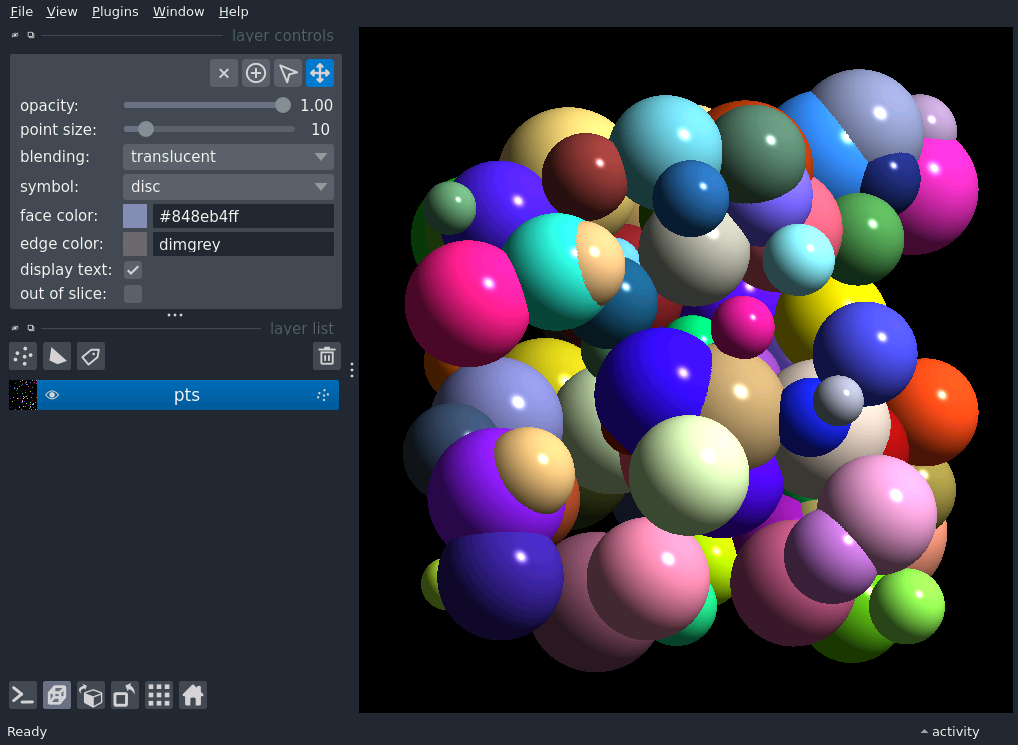 File View Plugins Window Help
layer controls
opacity: 1.00
point size: 10
blending: translucent
symbol: disc
face color: #848eb4ff
edge color: dimgrey
display text:
out of slice:
layer list
pts
Ready
activity